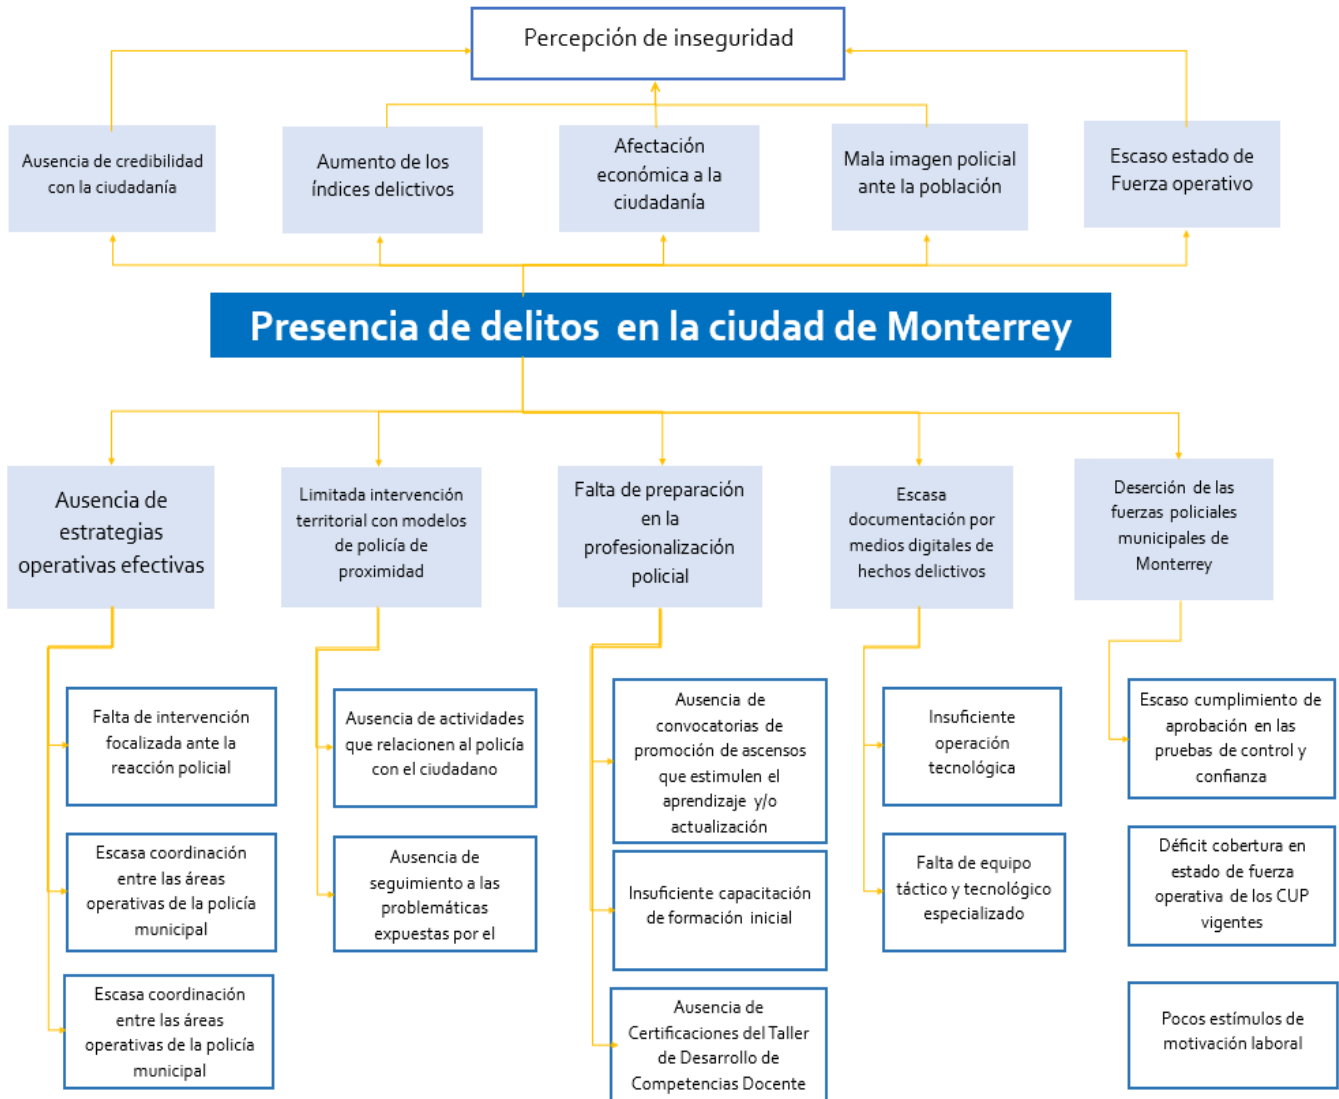 Percepción de inseguridad
Ausencia de credibilidad
con la ciudadanía
Aumento de los
índices delictivos
Afectación
económica a la
ciudadanía
Mala imagen policial
ante la población
Escaso estado de
Fuerza operativo
Presencia de delitos en la ciudad de Monterrey
Ausencia de
estrategias
operativas efectivas
Limitada intervención
territorial con modelos
de policía de
proximidad
Falta de preparación
en la
profesionalización
policial
Escasa
documentación por
medios digitales de
hechos delictivos
Deserción de las
fuerzas policiales
municipales de
Monterrey
Falta de intervención
focalizada ante la
reacción policial
Escasa coordinación
entre las áreas
operativas de la policía
municipal
Escasa coordinación
entre las áreas
operativas de la policía
municipal
Ausencia de actividades
que relacionen al policía
con el ciudadano
Ausencia de
seguimiento a las
problemáticas
expuestas por el
Ausencia de
convocatorias de
promoción de ascensos
que estimulen el
aprendizaje y/o
actualización
Insuficiente capacitación
de formación inicial
Ausencia de
Certificaciones del Taller
de Desarrollo de
Competencias Docente
Insuficiente
operación
tecnológica
Falta de equipo
táctico y tecnológico
especializado
Escaso cumplimiento de
aprobación en las
pruebas de control y
confianza
Déficit cobertura en
estado de fuerza
operativa de los CUP
vigentes
Pocos estímulos de
motivación laboral